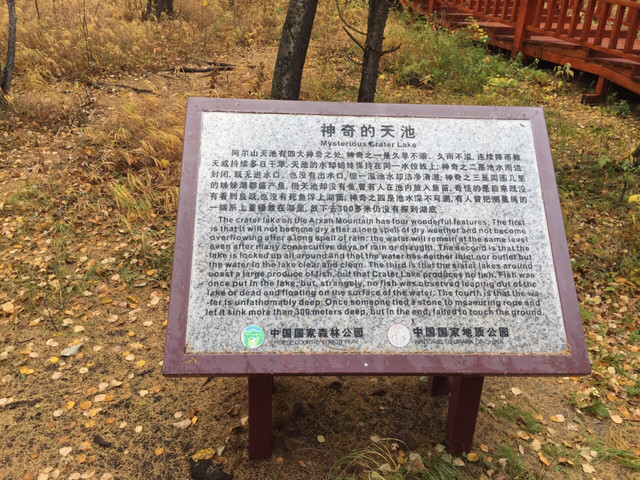 神奇的天池
Mysterious Crater Lake
阿尔山天池有四大神奇之处,神奇之一是久旱不涸、久雨不溢,连续降雨数
天或持续多日干旱,天池的水却始终保持在同一水位线上;神奇之二是池水周边
封闭,既无进水口,也没有出水口,但一泓池水却洁净清澈;神奇之三是周围几里
的姊妹湖都盛产鱼,但天池却没有鱼,曾有人在池内放入鱼苗,奇怪的是后来既没
有看到鱼跃,也没有死鱼浮上湖面;神奇之四是池水深不可测,有人曾把测量绳的
一端系上重锤放在湖里,放下去300多米仍没有探到湖底
The crater lake on the Arxan Mountain has four wonderful features. The first
is that it will not become dry after a long spell of dry weather and not become
overflowing after a long spell of rain; the water will remain at the same level
even after many consecutive days of rain or draught. The second is that the
lake is locked up all around and that the water has neither inlet nor outlet but
the water in the lake clear and clean. The third is that the sister lakes around
boast a large produce of fish, but that Crater Lake produces no fish. Fish was
once put in the lake, but, strangely, no fish was observed leaping out of the
lake or dead and floating on the surface of the water. The fourth is that the wa-
ter is unfathomably deep. Once someone tied a stone to measuring rope and
let it sink more than 300 meters deep, but in the end, failed to touch the ground.
中国国家森林公园 中国国家地质公园
CHINESE COUNTRY FOREST PARK NATIONAL GEOPARK OF CHINA